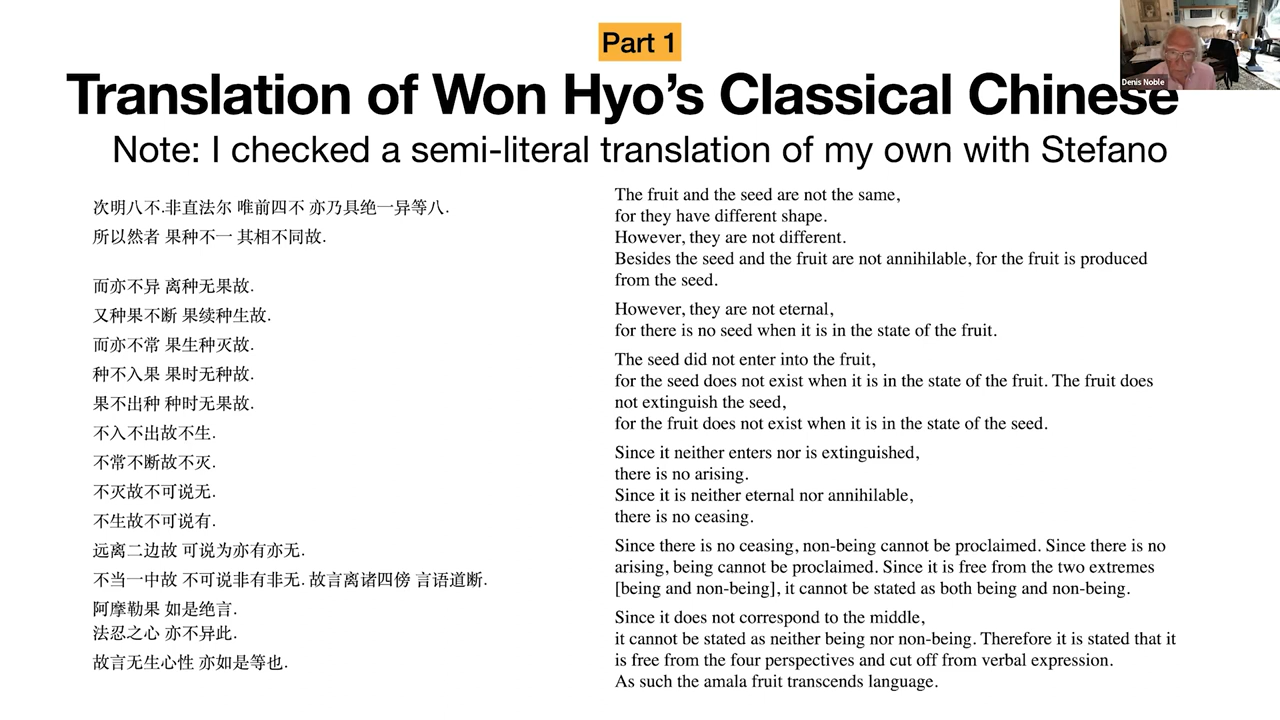 Part 1
Translation of Won Hyo's Classical Chinese
Denis Noble
Note: I checked a semi-literal translation of my own with Stefano
次明八不.非直法尔 唯前四不 亦乃具绝一异等八.
所以然者 果种不一 其相不同故.
而亦不异 离种无果故.
又种果不断 果续种生故.
而亦不常 果生种灭故.
种不入果 果时无种故.
果不出种 种时无果故.
不入不出故不生.
不常不断故不灭.
不灭故不可说无.
不生故不可说有.
远离二边故 可说为亦有亦无.
不当一中故 不可说非有非无. 故言离诸四傍 言语道断.
阿摩勒果 如是绝言.
法忍之心 亦不异此.
故言无生心性 亦如是等也.
The fruit and the seed are not the same,
for they have different shape.
However, they are not different.
Besides the seed and the fruit are not annihilable, for the fruit is produced
from the seed.
However, they are not eternal,
for there is no seed when it is in the state of the fruit.
The seed did not enter into the fruit,
for the seed does not exist when it is in the state of the fruit. The fruit does
not extinguish the seed,
for the fruit does not exist when it is in the state of the seed.
Since it neither enters nor is extinguished,
there is no arising.
Since it is neither eternal nor annihilable,
there is no ceasing.
Since there is no ceasing, non-being cannot be proclaimed. Since there is no
arising, being cannot be proclaimed. Since it is free from the two extremes
[being and non-being], it cannot be stated as both being and non-being.
Since it does not correspond to the middle,
it cannot be stated as neither being nor non-being. Therefore it is stated that it
is free from the four perspectives and cut off from verbal expression.
As such the amala fruit transcends language.